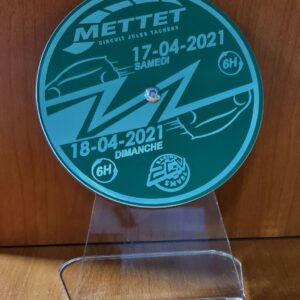 METTET
CIRCUIT JULES TACHENY
17-04-2021
SAMEDI
6H
18-04-2021
DIMANCHE
6H